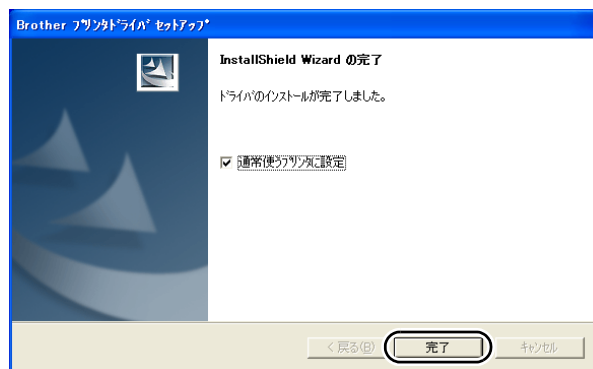 Brother プリンタドライバ セットアップ
InstallShield Wizard の完了
ドライバのインストールが完了しました。
通常使うプリンタに設定
< 戻る(B)
完了
キャンセル